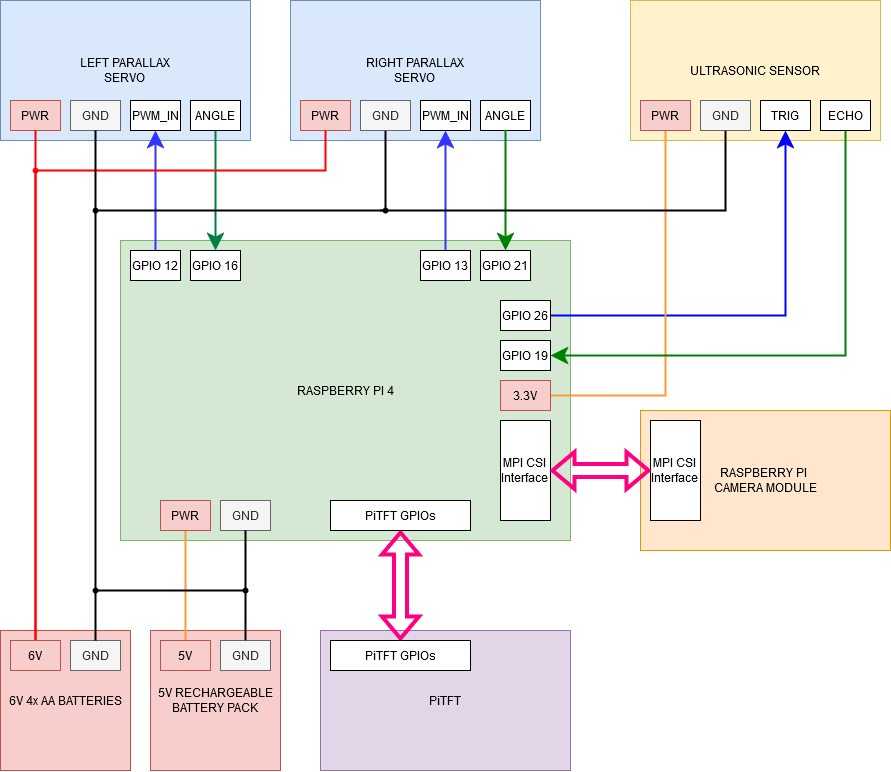 LEFT PARALLAX
SERVO
PWR
GND
PWM_IN
ANGLE
RIGHT PARALLAX
SERVO
PWR
GND
PWM_IN
ANGLE
ULTRASONIC SENSOR
PWR
GND
TRIG
ECHO
GPIO 12
GPIO 16
GPIO 13
GPIO 21
GPIO 26
GPIO 19
3.3V
RASPBERRY PI 4
MPI CSI
Interface
MPI CSI
Interface
RASPBERRY PI
CAMERA MODULE
PWR
GND
PiTFT GPIOs
6V
GND
6V 4x AA BATTERIES
5V
GND
5V RECHARGEABLE
BATTERY PACK
PiTFT GPIOs
PiTFT